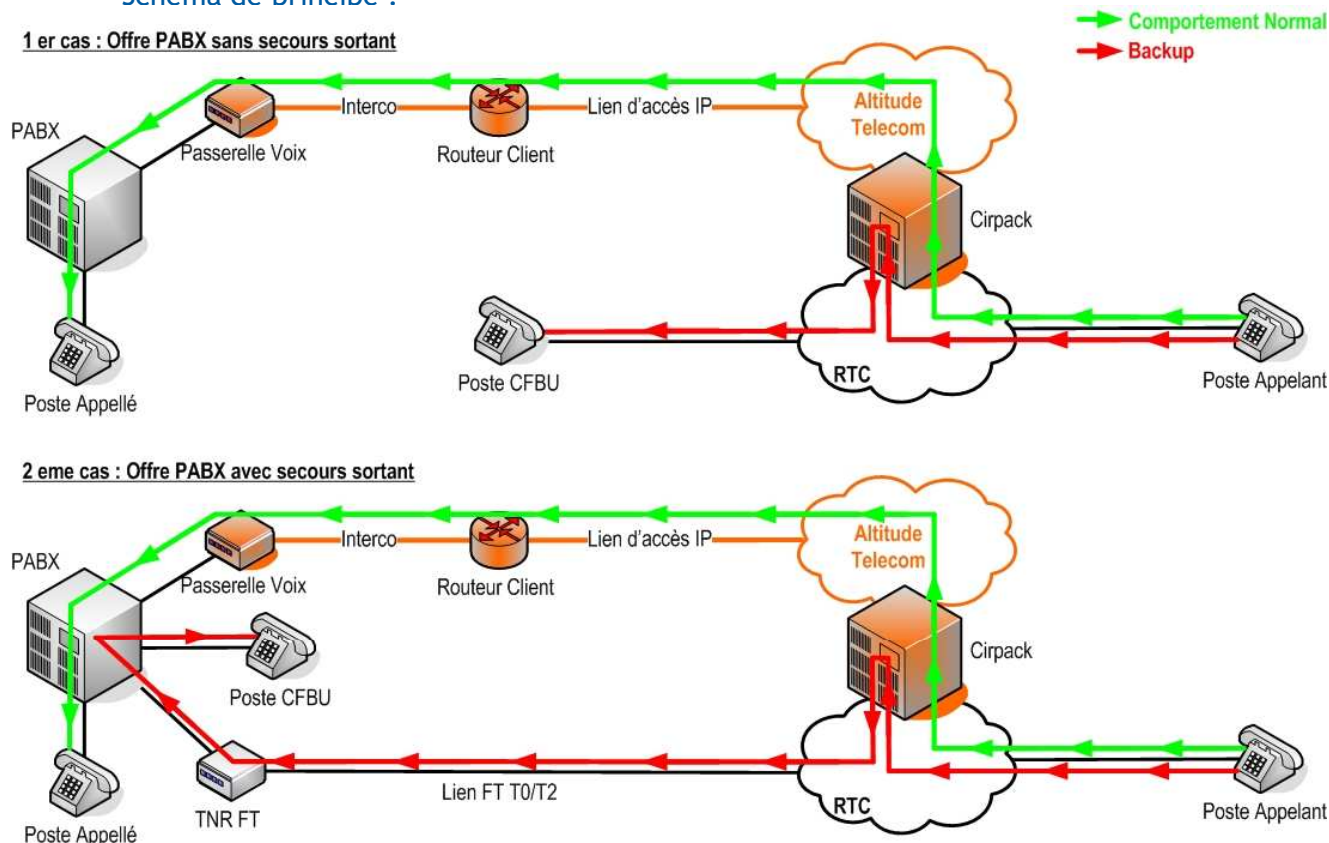 Schéma de principe :
Comportement Normal
Backup
1 er cas : Offre PABX sans secours sortant
PABX
Passerelle Voix
Interco
Routeur Client
Lien d'accès IP
Altitude
Telecom
Cirpack
Poste Appellé
Poste CFBU
RTC
Poste Appelant
2 eme cas : Offre PABX avec secours sortant
PABX
Passerelle Voix
Interco
Routeur Client
Lien d'accès IP
Altitude
Telecom
Cirpack
Poste CFBU
Poste Appellé
TNR FT
Lien FT T0/T2
RTC
Poste Appelant